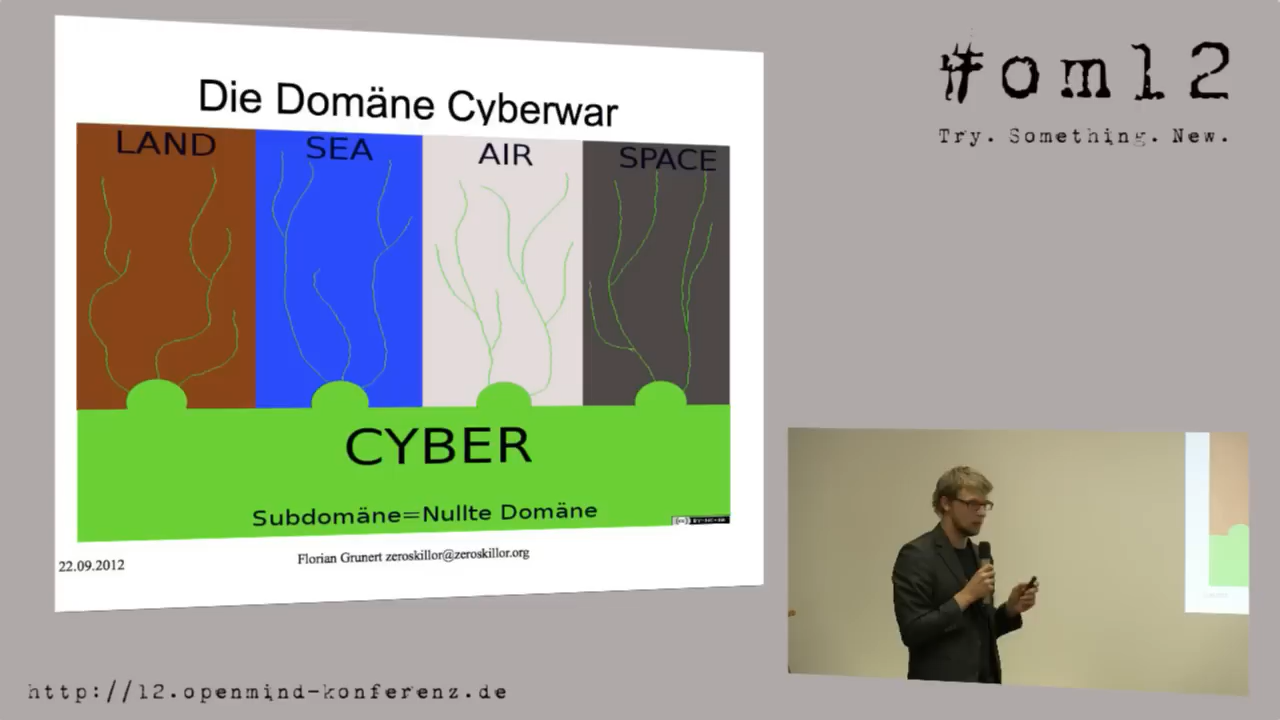 #om12
Try. Something. New.
Die Domäne Cyberwar
LAND
SEA
AIR
SPACE
CYBER
Subdomäne=Nullte Domäne
22.09.2012
Florian Grunert zeroskillor@zeroskillor.org
http://12.openmind-konferenz.de